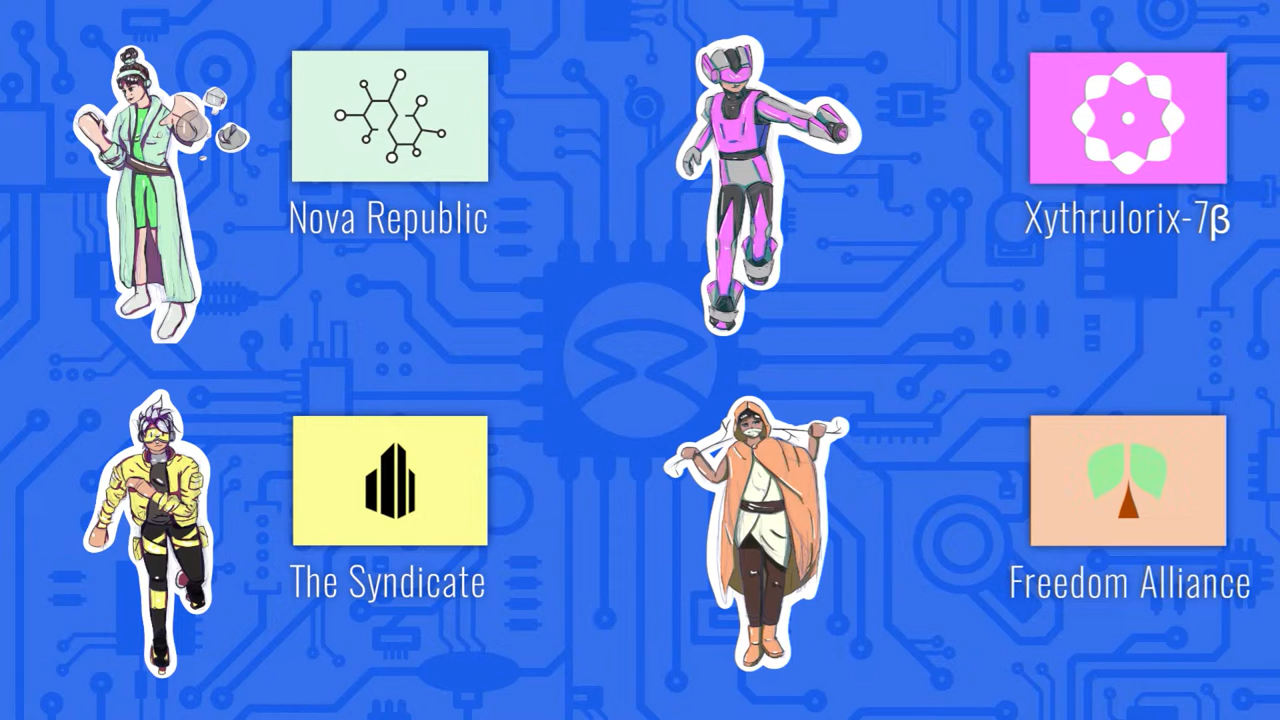 Nova Republic
Xythrulorix-7β
The Syndicate
Freedom Alliance